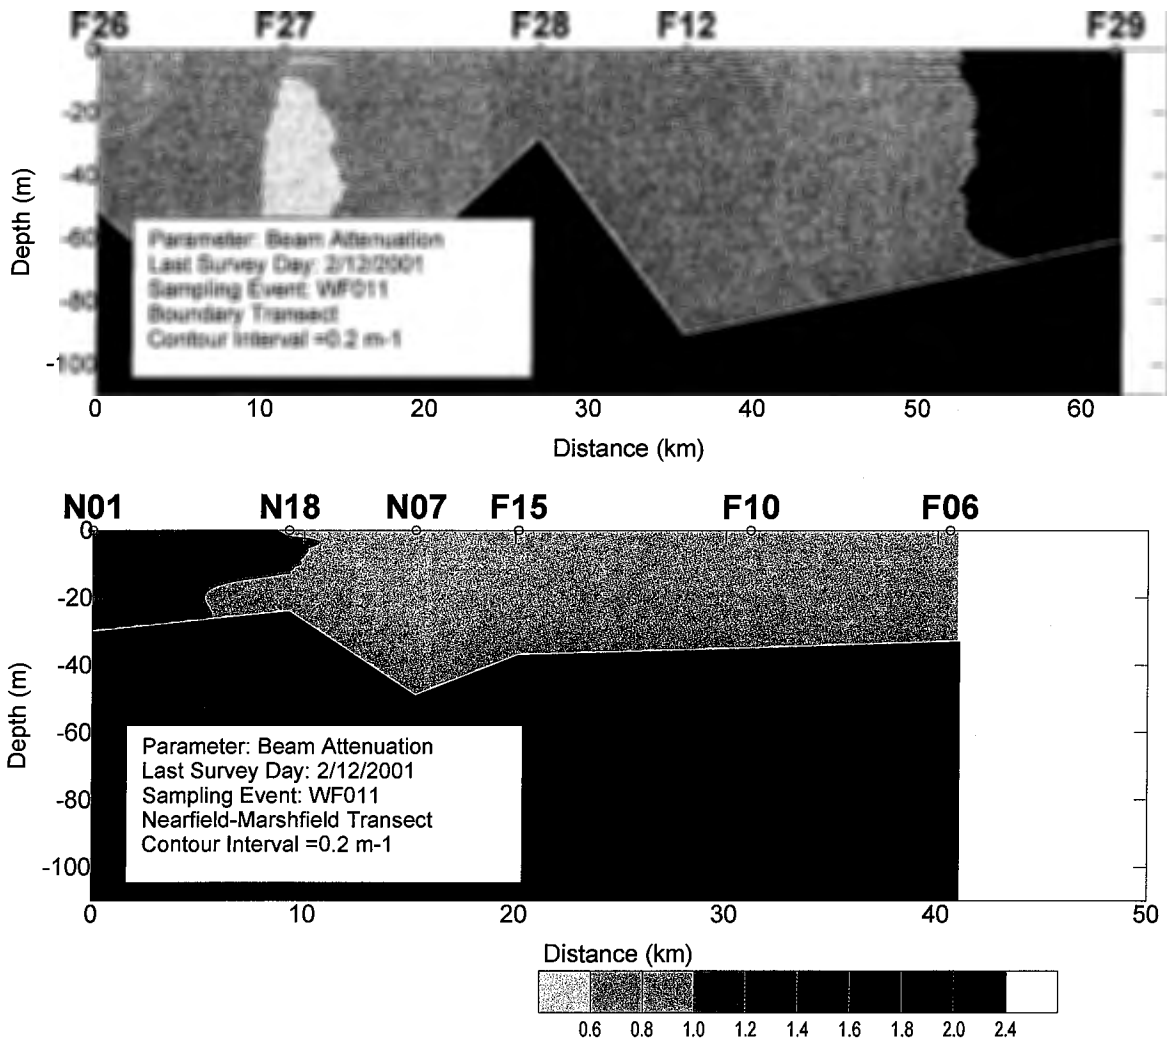 F26 F27 F28 F12 F29
0
-20
-40
-60
-80
-100
Depth (m)
Parameter: Beam Attenuation
Last Survey Day: 2/12/2001
Sampling Event: WF011
Boundary Transect
Contour Interval =0.2 m-1
0 10 20 30 40 50 60
Distance (km)
N01 N18 N07 F15 F10 F06
0
-20
-40
-60
-80
-100
Depth (m)
Parameter: Beam Attenuation
Last Survey Day: 2/12/2001
Sampling Event: WF011
Nearfield-Marshfield Transect
Contour Interval =0.2 m-1
0 10 20 30 40 50
Distance (km)
0.6 0.8 1.0 1.2 1.4 1.6 1.8 2.0 2.4